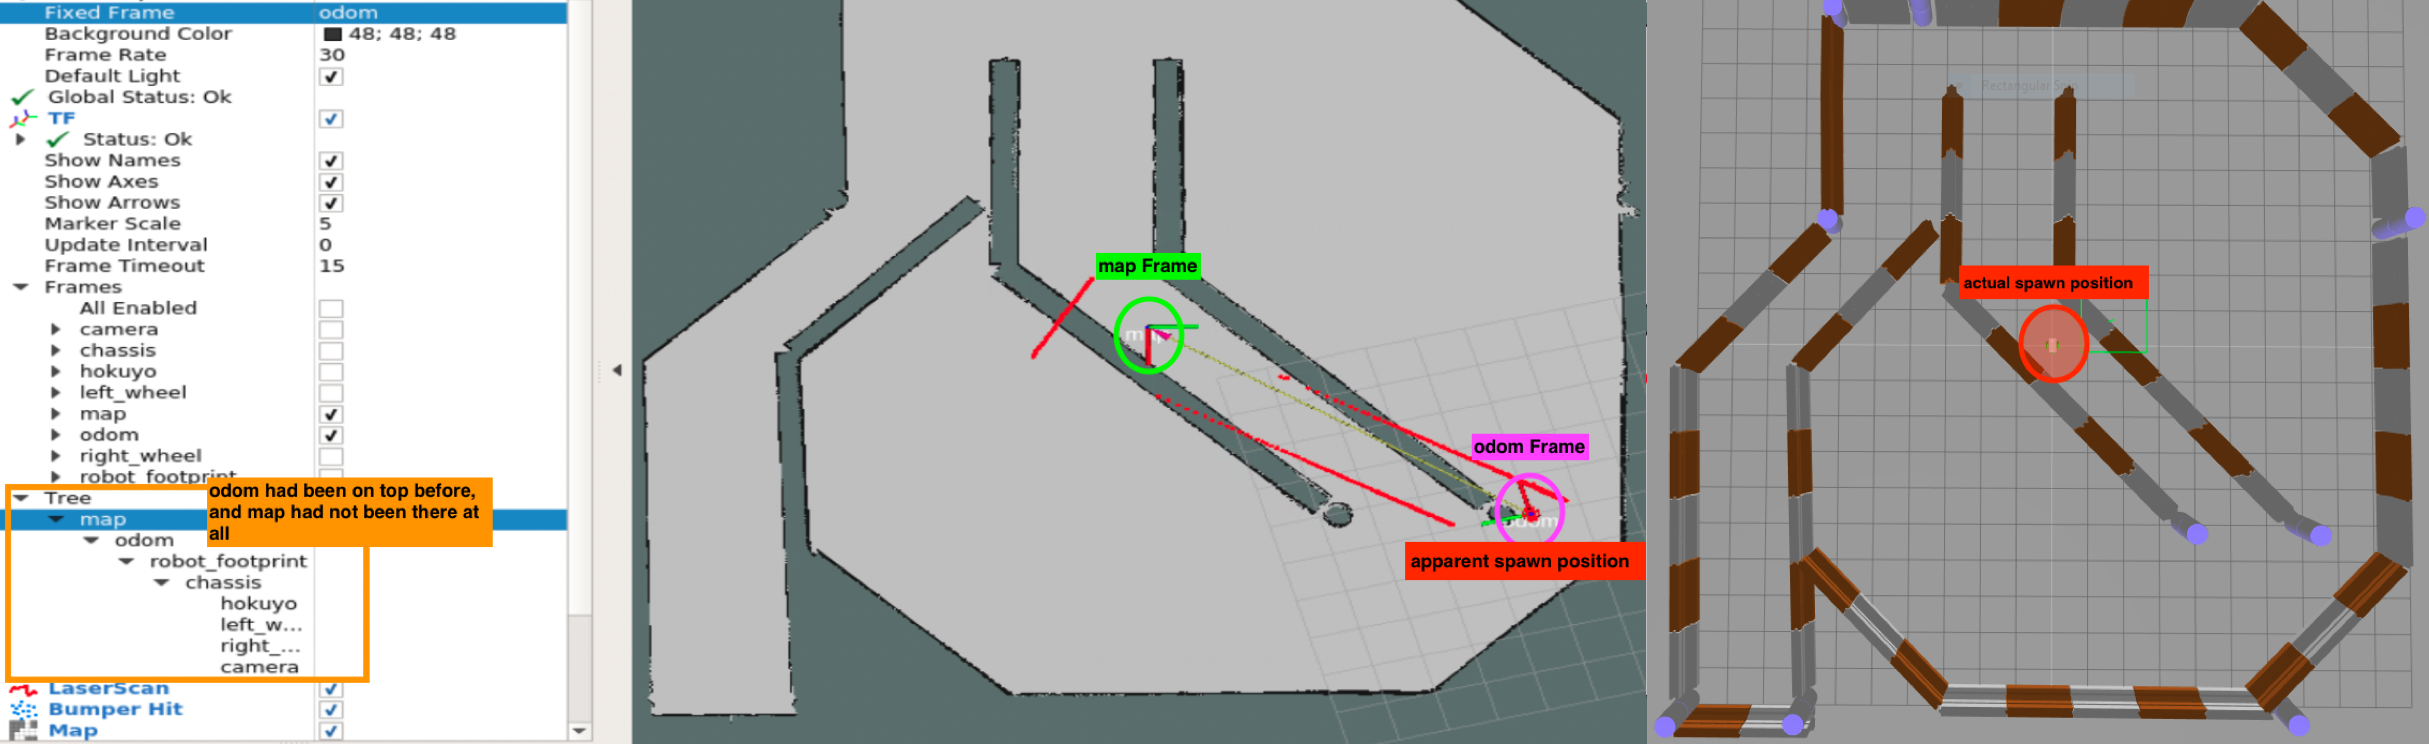 Fixed Frame odom
Background Color 48; 48; 48
Frame Rate 30
Default Light
Global Status: Ok
TF
Status: Ok
Show Names
Show Axes
Show Arrows
Marker Scale 5
Update Interval 0
Frame Timeout 15
Frames
All Enabled
camera
chassis
hokuyo
left_wheel
map
odom
right_wheel
robot_footprint
Tree
map
odom
robot_footprint
chassis
hokuyo
left_w...
right_...
camera
LaserScan
Bumper Hit
Map
odom had been on top before,
and map had not been there at
all
map Frame
map
odom Frame
odom
apparent spawn position
actual spawn position